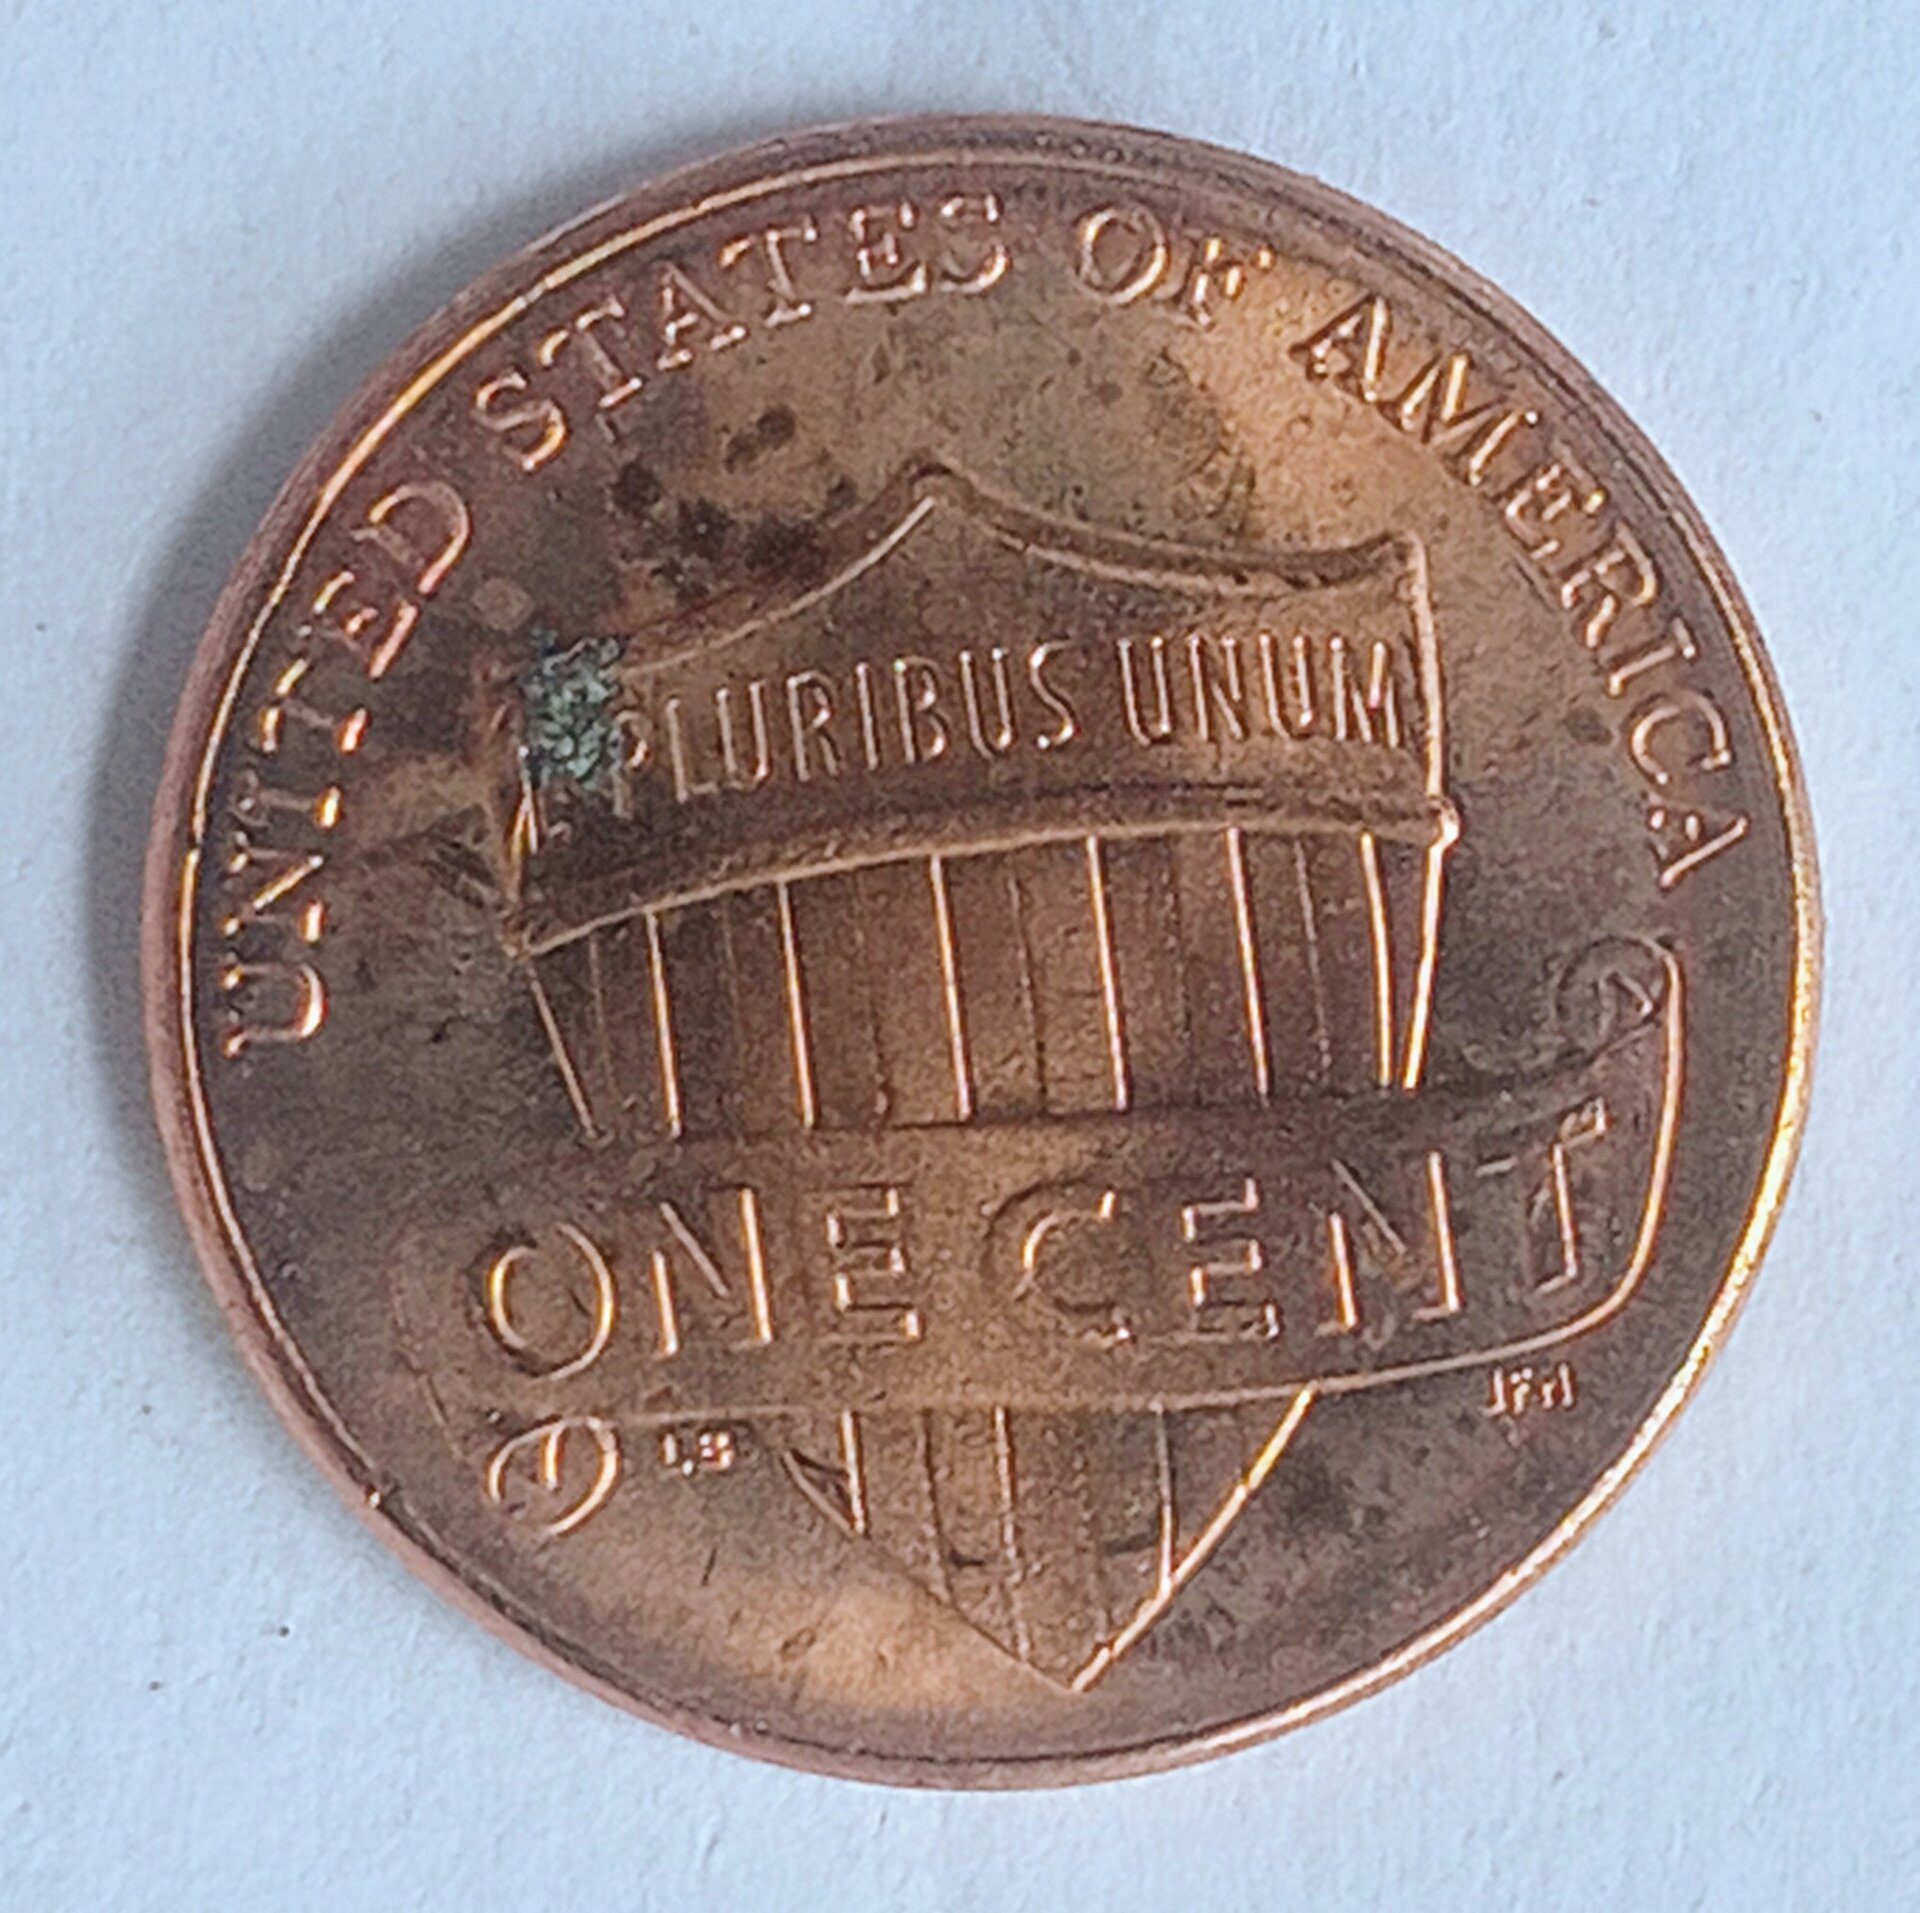 UNITED STATES OF AMERICA
PLURIBUS UNUM
ONE CENT
LB
JFM